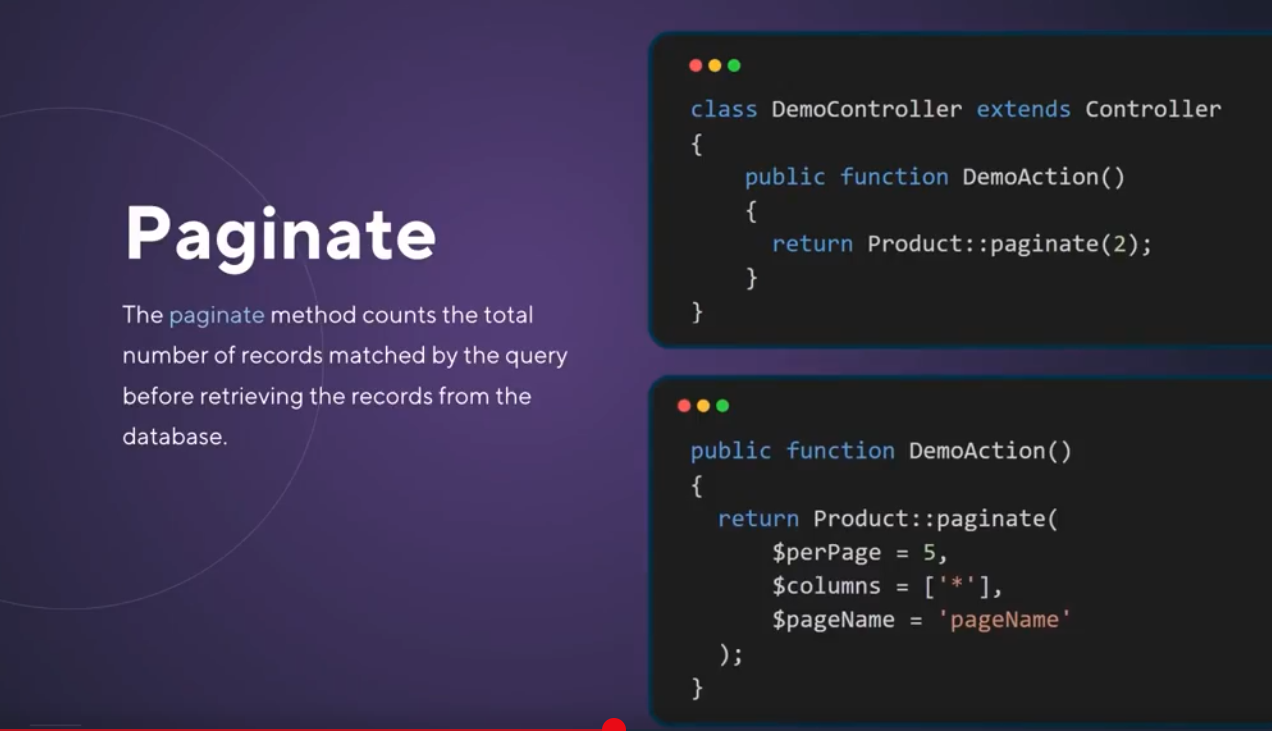 Paginate
The paginate method counts the total
number of records matched by the query
before retrieving the records from the
database.
class DemoController extends Controller
{
    public function DemoAction()
    {
      return Product::paginate(2);
    }
}
public function DemoAction()
{
  return Product::paginate(
      $perPage = 5,
      $columns = ['*'],
      $pageName = 'pageName'
  );
}